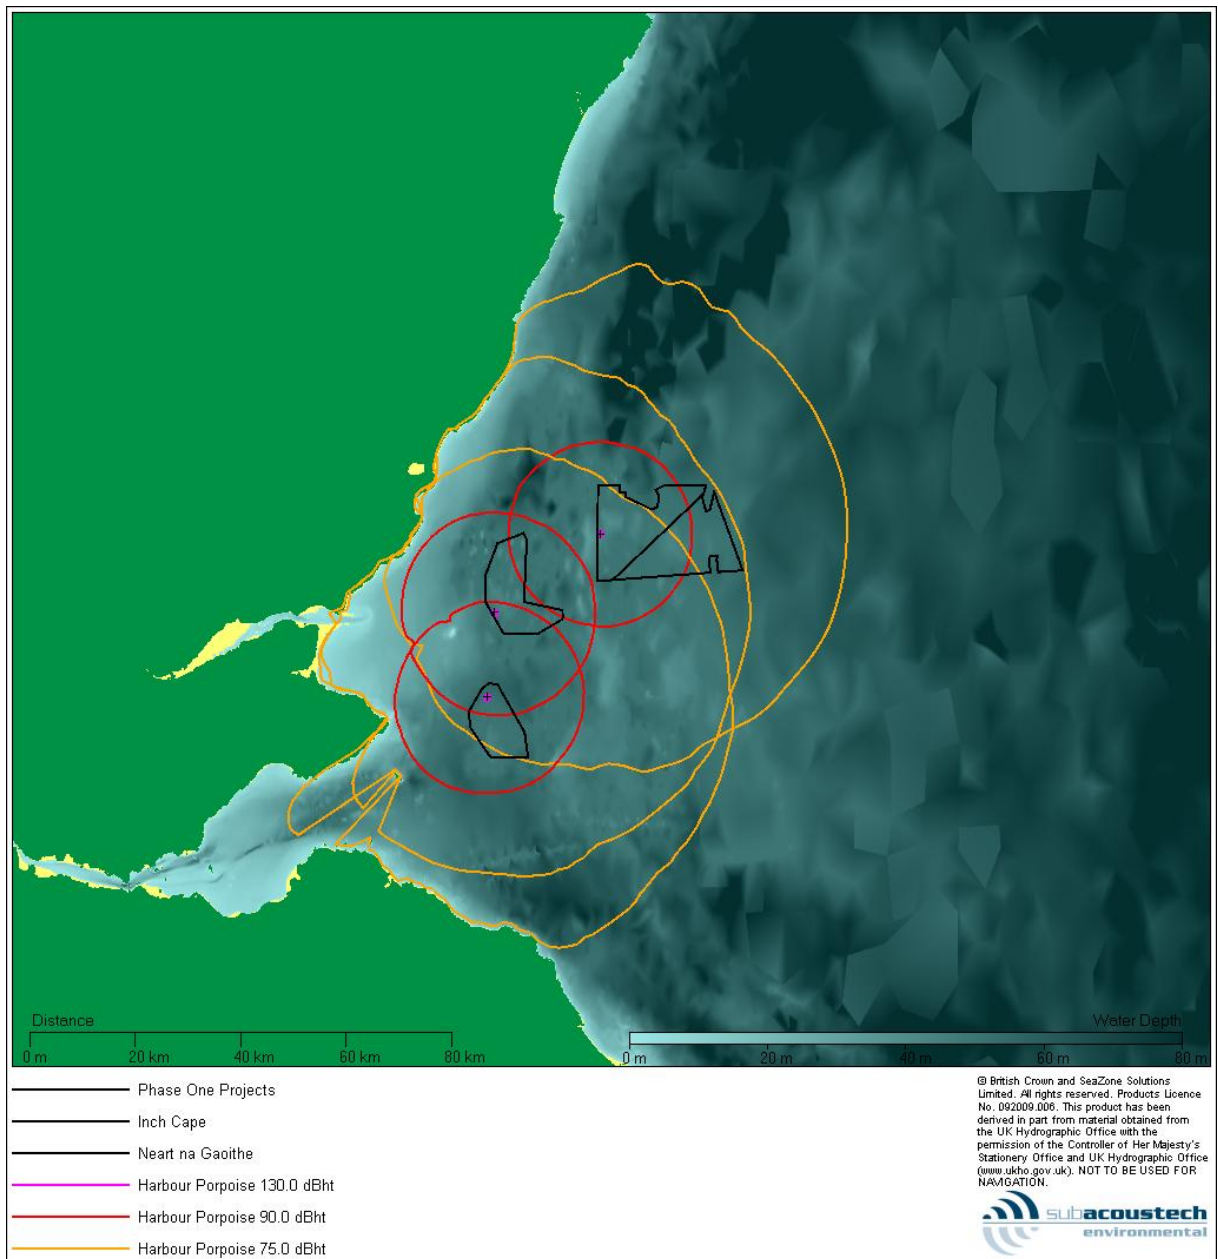 Distance
0 m 20 km 40 km 60 km 80 km
Water Depth
0 m 20 m 40 m 60 m 80 m
Phase One Projects
Inch Cape
Neart na Gaoithe
Harbour Porpoise 130.0 dBht
Harbour Porpoise 90.0 dBht
Harbour Porpoise 75.0 dBht
© British Crown and SeaZone Solutions
Limited. All rights reserved. Products Licence
No. 092009.006. This product has been
derived in part from material obtained from
the UK Hydrographic Office with the
permission of the Controller of Her Majesty's
Stationery Office and UK Hydrographic Office
(www.ukho.gov.uk). NOT TO BE USED FOR
NAVIGATION.
subacoustech
environmental